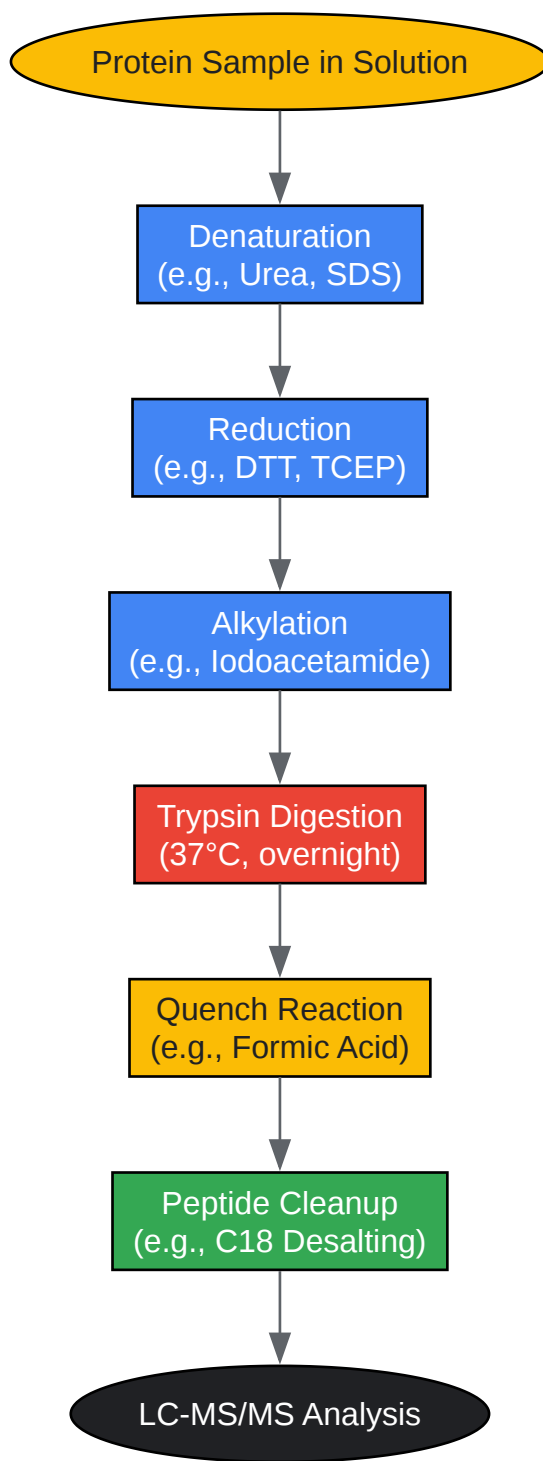 Protein Sample in Solution
Denaturation
(e.g., Urea, SDS)
Reduction
(e.g., DTT, TCEP)
Alkylation
(e.g., Iodoacetamide)
Trypsin Digestion
(37°C, overnight)
Quench Reaction
(e.g., Formic Acid)
Peptide Cleanup
(e.g., C18 Desalting)
LC-MS/MS Analysis